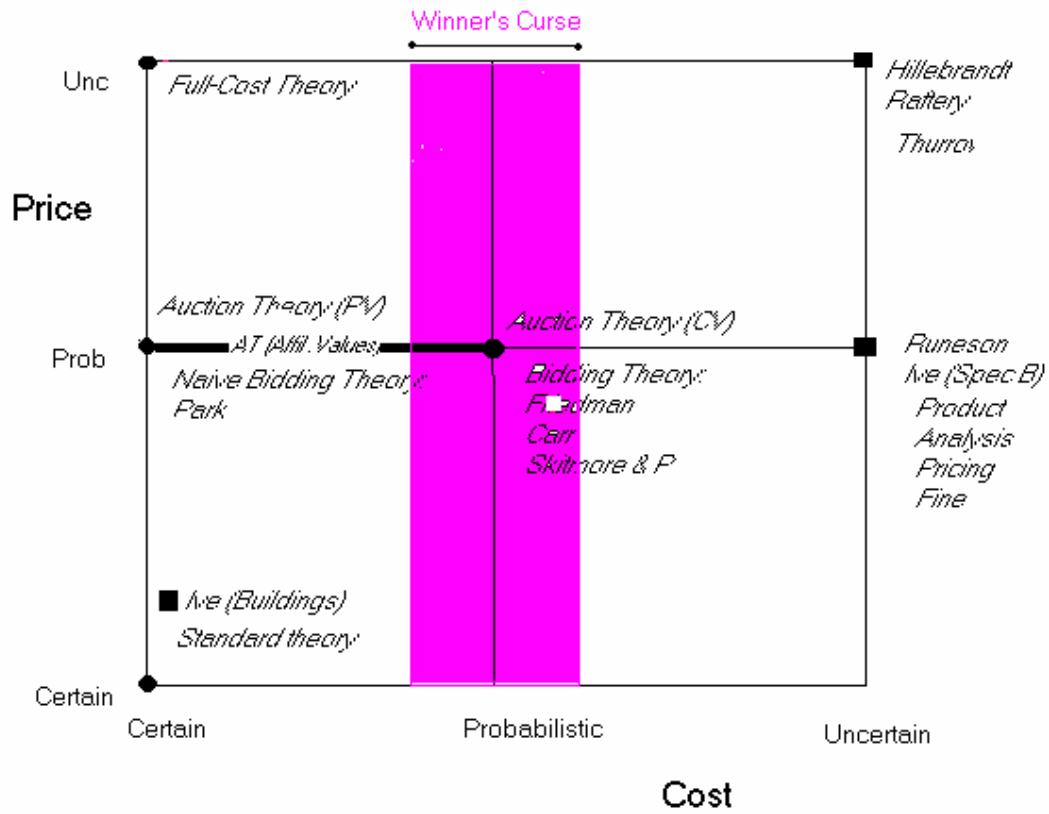 Winner's Curse
Unc
Full-Cost Theory
Hillebrandt
Raftery
Thurrow
Price
Auction Theory (PV)
Auction Theory (CV)
Prob
AT (Affil. Values)
Runeson
Naive Bidding Theory:
Park
Bidding Theory:
Friedman
Carr
Skitmore & P
Ive (Spec B)
Product
Analysis
Pricing
Fine
Ive (Buildings)
Standard theory
Certain
Certain
Probabilistic
Uncertain
Cost